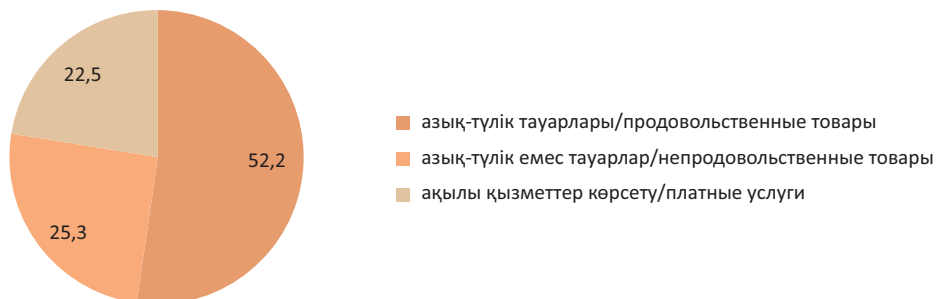 22,5
52,2
25,3
азық-түлік тауарлары/продовольственные товары
азық-түлік емес тауарлар/непродовольственные товары
ақылы қызметтер көрсету/платные услуги